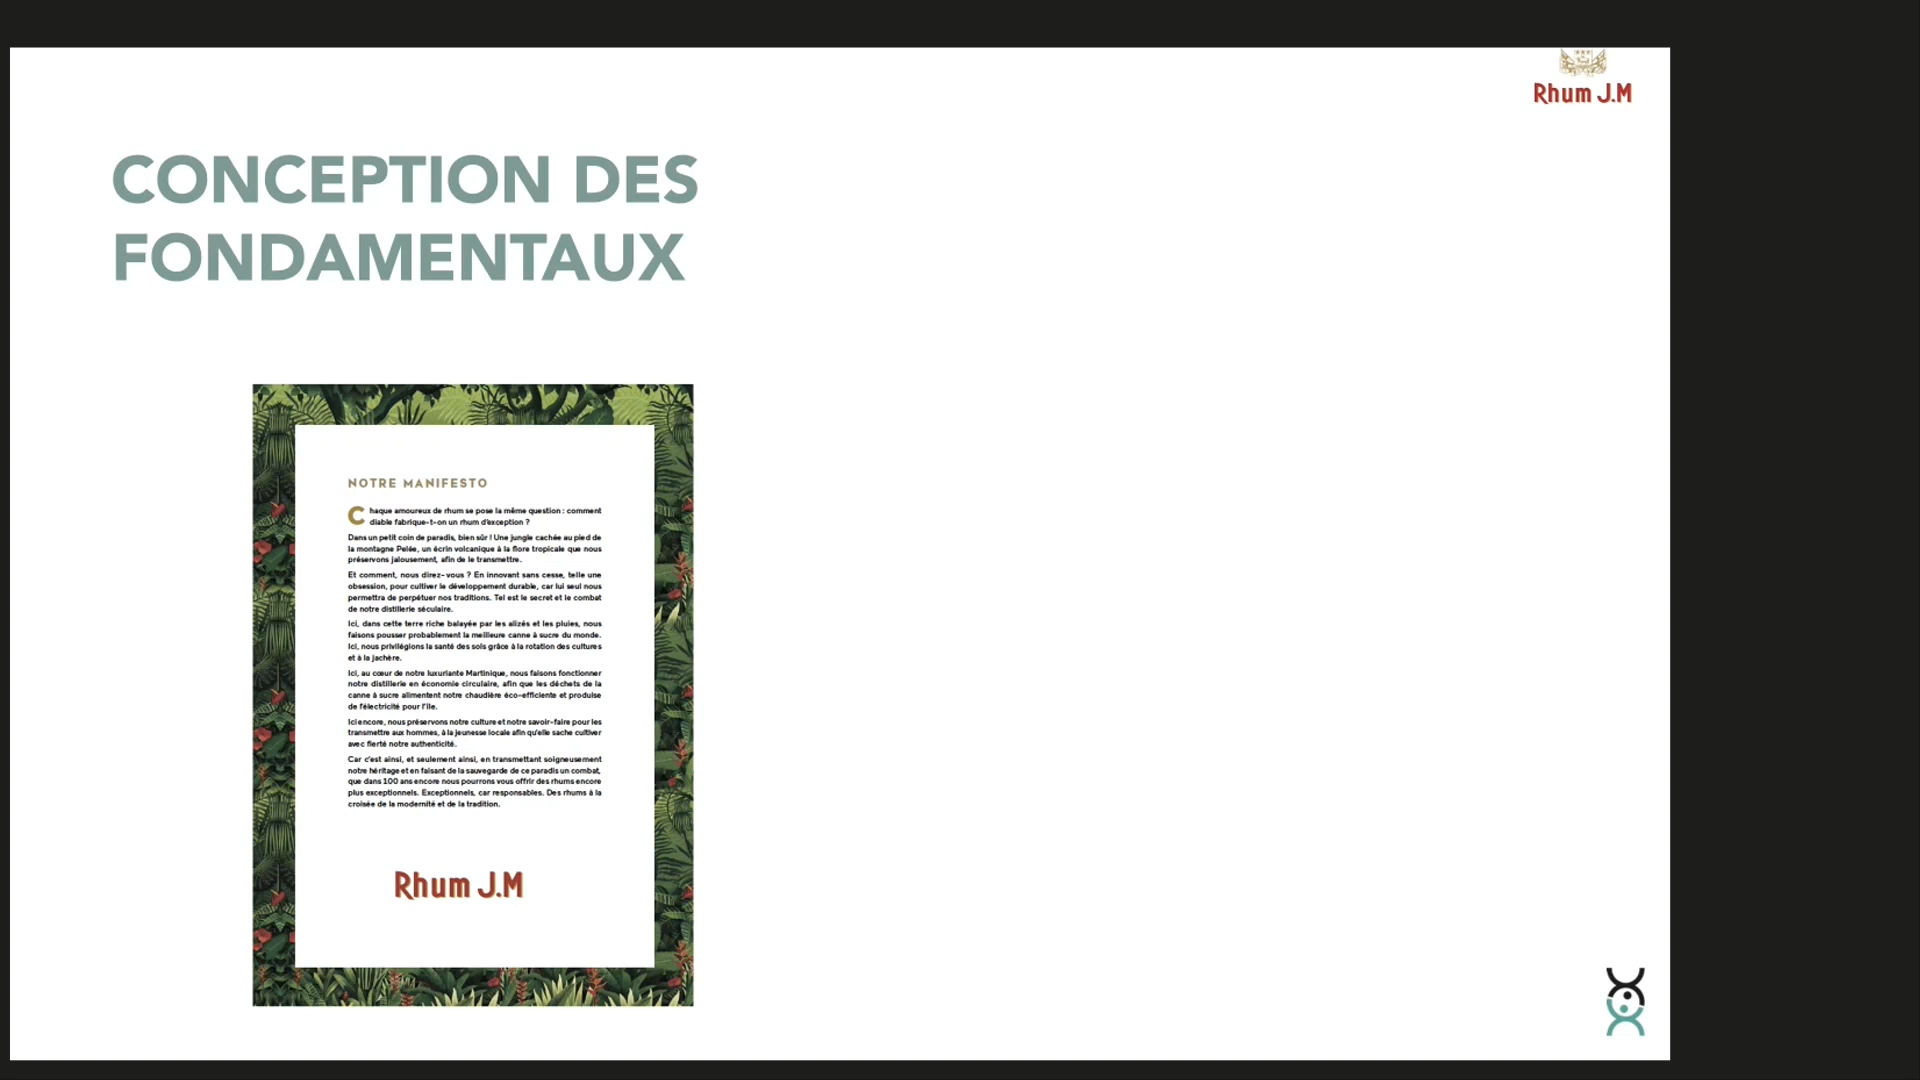 Rhum J.M
CONCEPTION DES
FONDAMENTAUX
NOTRE MANIFESTO
Chaque amoureux de rhum se pose la même question : comment
diable fabrique-t-on un rhum d'exception ?
Dans un petit coin de paradis, bien sûr ! Une jungle cachée au pied de
la montagne Pelée, un écrin volcanique à la flore tropicale que nous
préservons jalousement, afin de le transmettre.
Et comment, nous direz-vous ? En innovant sans cesse, telle une
obsession, pour cultiver le développement durable, car lui seul nous
permettra de perpétuer nos traditions. Tel est le secret et le combat
de notre distillerie séculaire.
Ici, dans cette terre riche balayée par les alizés et les pluies, nous
faisons pousser probablement la meilleure canne à sucre du monde.
Ici, nous privilégions la santé des sols grâce à la rotation des cultures
et à la jachère.
Ici, au cœur de notre luxuriante Martinique, nous faisons fonctionner
notre distillerie en économie circulaire, afin que les déchets de la
canne à sucre alimentent notre chaudière éco-efficiente et produise
de l'électricité pour l'île.
Ici encore, nous préservons notre culture et notre savoir-faire pour les
transmettre aux hommes, à la jeunesse locale afin qu'elle sache cultiver
avec fierté notre authenticité.
Car c'est ainsi, et seulement ainsi, en transmettant soigneusement
notre héritage et en faisant de la sauvegarde de ce paradis un combat,
que dans 100 ans encore nous pourrons vous offrir des rhums encore
plus exceptionnels. Exceptionnels, car responsables. Des rhums à la
croisée de la modernité et de la tradition.
Rhum J.M